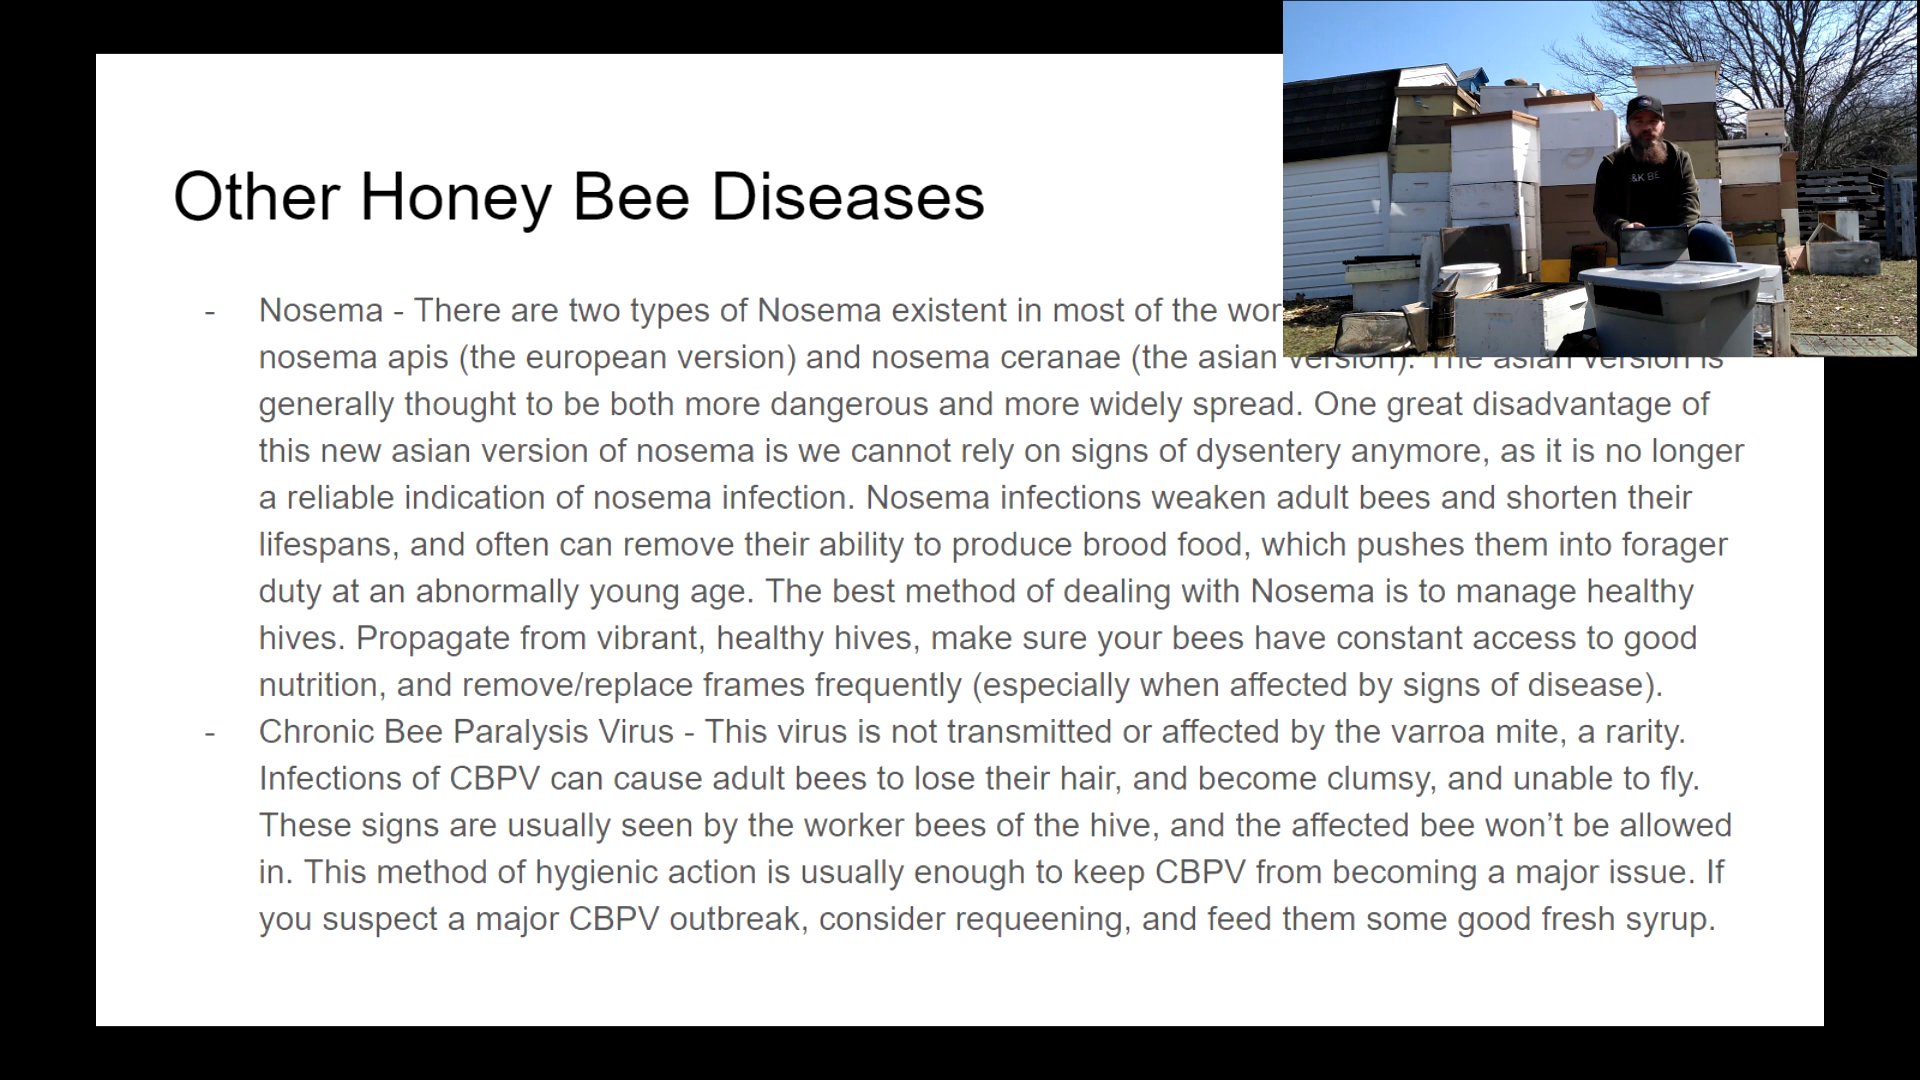 Other Honey Bee Diseases
- Nosema - There are two types of Nosema existent in most of the
nosema apis (the european version) and nosema ceranae (the asian version). The asian version is
generally thought to be both more dangerous and more widely spread. One great disadvantage of
this new asian version of nosema is we cannot rely on signs of dysentery anymore, as it is no longer
a reliable indication of nosema infection. Nosema infections weaken adult bees and shorten their
lifespans, and often can remove their ability to produce brood food, which pushes them into forager
duty at an abnormally young age. The best method of dealing with Nosema is to manage healthy
hives. Propagate from vibrant, healthy hives, make sure your bees have constant access to good
nutrition, and remove/replace frames frequently (especially when affected by signs of disease).
- Chronic Bee Paralysis Virus - This virus is not transmitted or affected by the varroa mite, a rarity.
Infections of CBPV can cause adult bees to lose their hair, and become clumsy, and unable to fly.
These signs are usually seen by the worker bees of the hive, and the affected bee won’t be allowed
in. This method of hygienic action is usually enough to keep CBPV from becoming a major issue. If
you suspect a major CBPV outbreak, consider requeening, and feed them some good fresh syrup.
&K BE